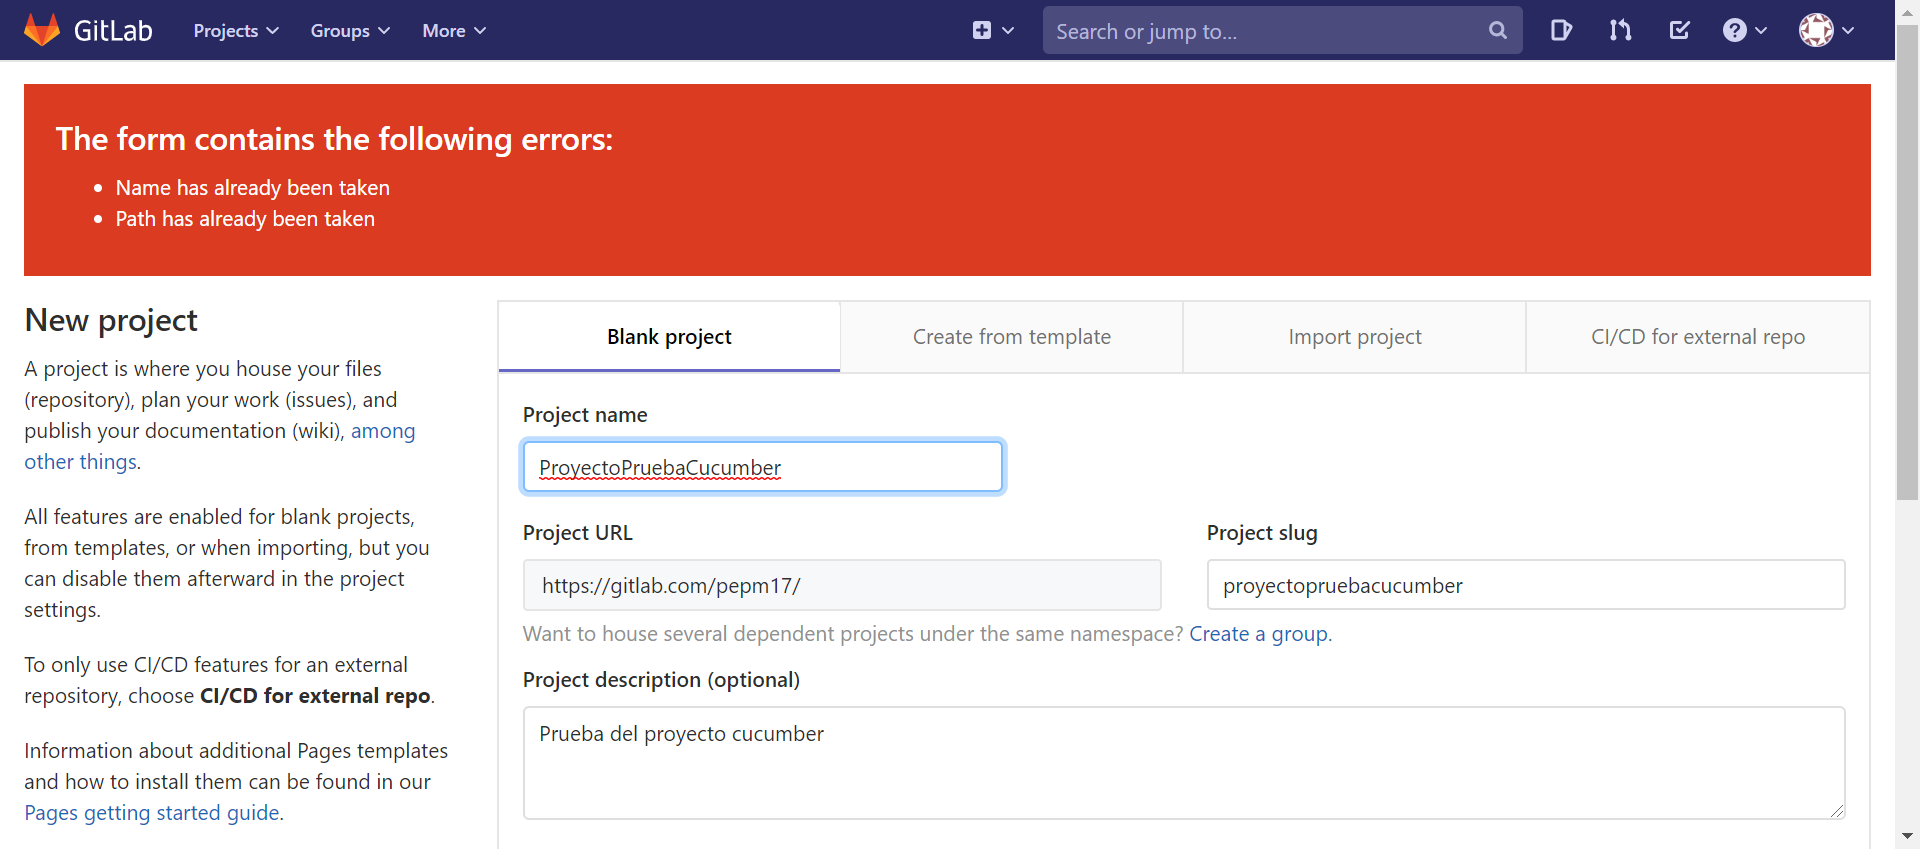 GitLab Projects Groups More Search or jump to...
The form contains the following errors:
Name has already been taken
Path has already been taken
New project
A project is where you house your files
(repository), plan your work (issues), and
publish your documentation (wiki), among
other things.
All features are enabled for blank projects,
from templates, or when importing, but you
can disable them afterward in the project
settings.
To only use CI/CD features for an external
repository, choose CI/CD for external repo.
Information about additional Pages templates
and how to install them can be found in our
Pages getting started guide.
Blank project Create from template Import project CI/CD for external repo
Project name
ProyectoPruebaCucumber
Project URL Project slug
https://gitlab.com/pepm17/ proyectopruebacucumber
Want to house several dependent projects under the same namespace? Create a group.
Project description (optional)
Prueba del proyecto cucumber